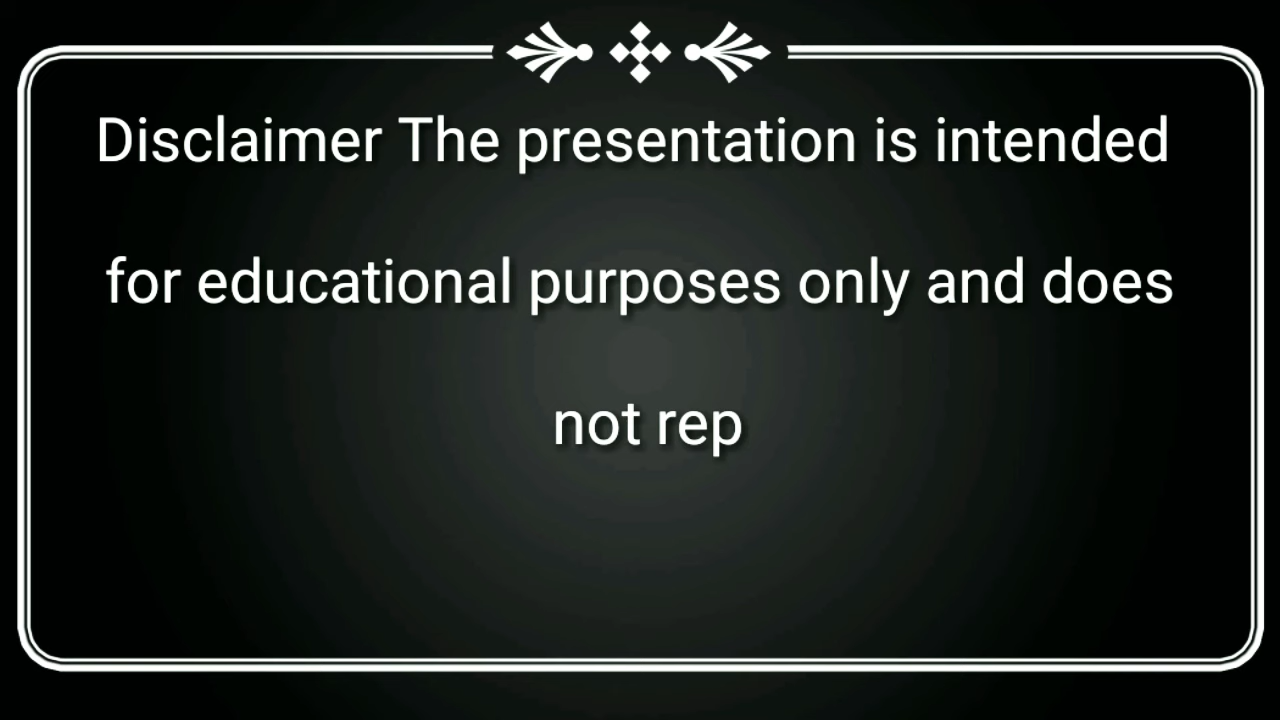 Disclaimer The presentation is intended
for educational purposes only and does
not rep